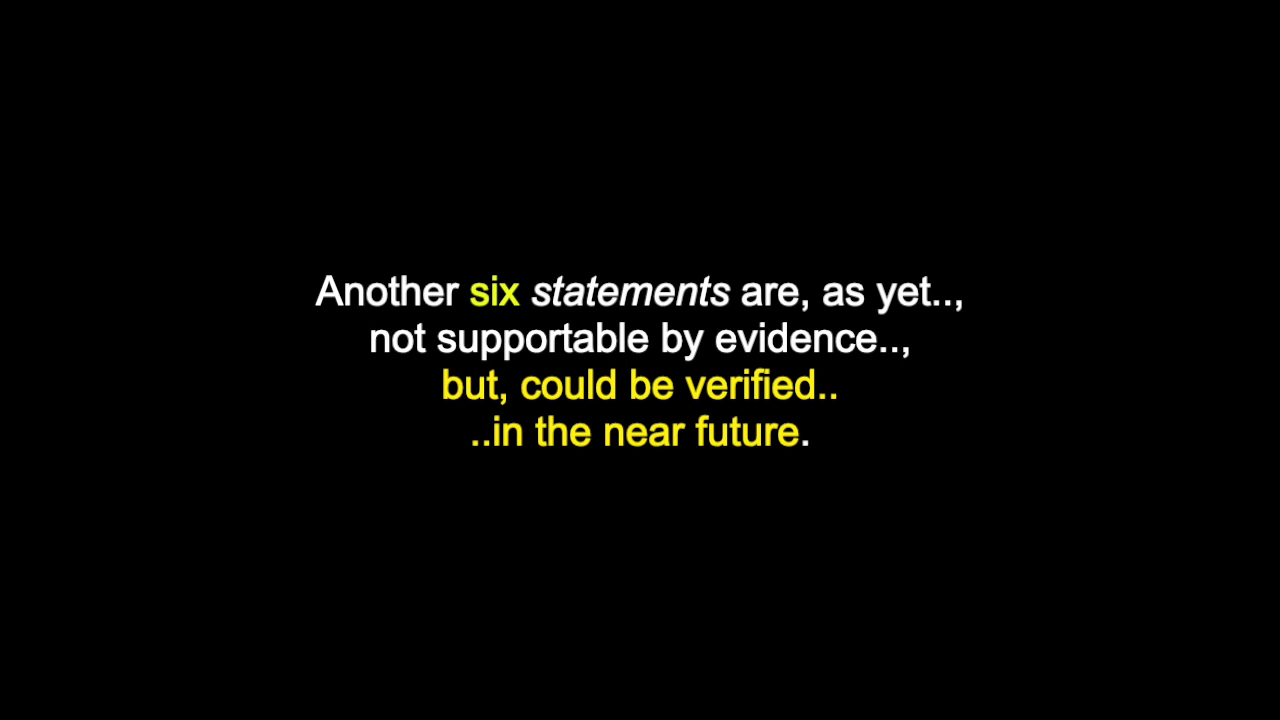 Another six statements are, as yet..,
not supportable by evidence..,
but, could be verified..
..in the near future.